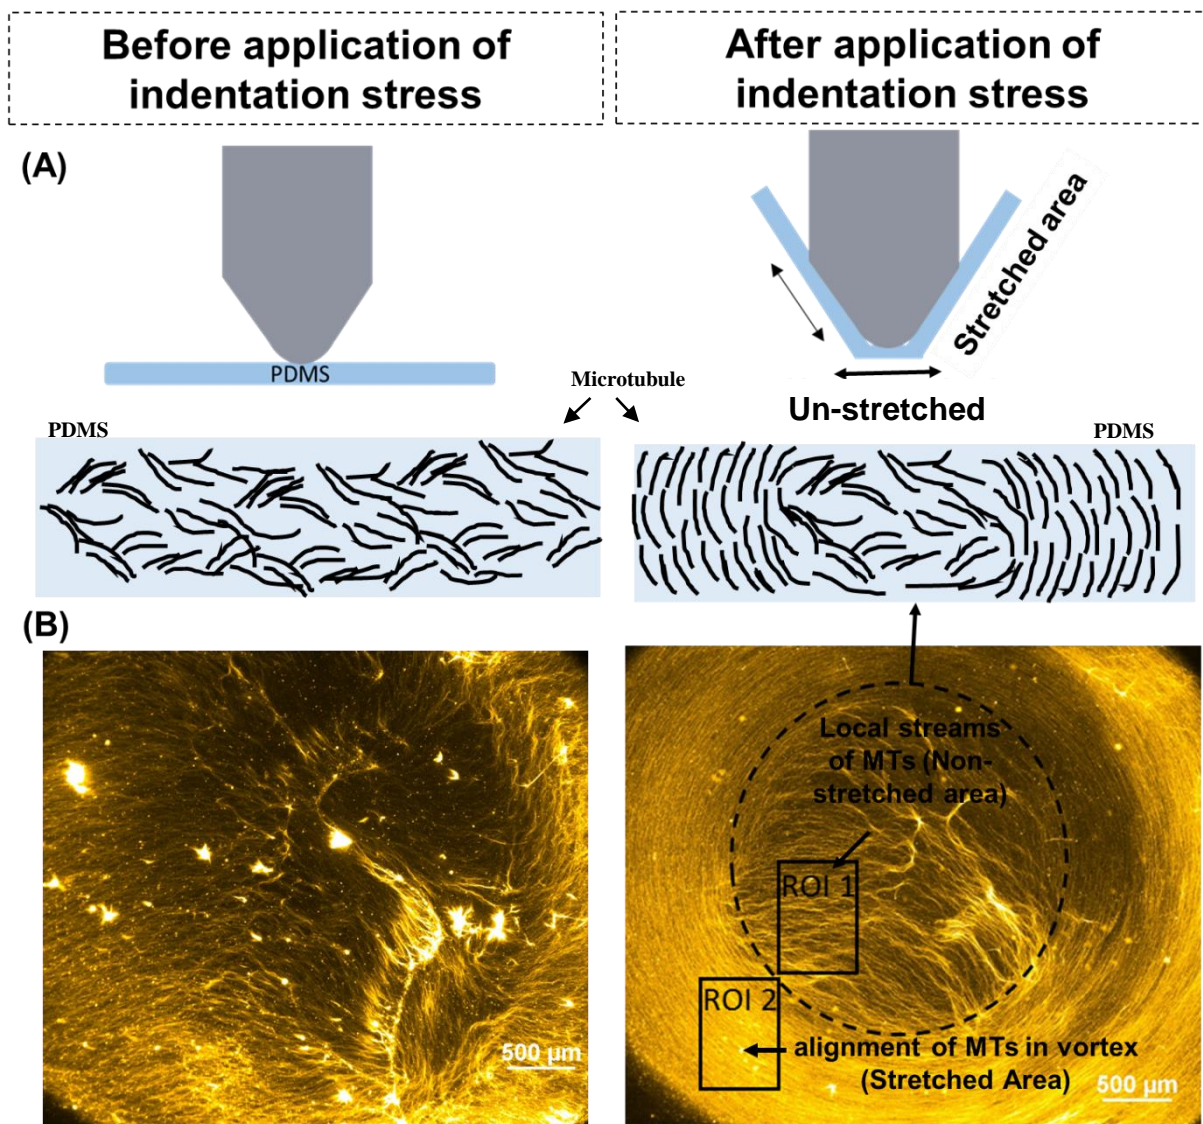 Before application of
indentation stress
After application of
indentation stress
(A)
PDMS
Stretched area
Microtubule
Un-stretched
PDMS
PDMS
(B)
Local streams
of MTs (Non-
stretched area)
ROI 1
ROI 2
alignment of MTs in vortex
(Stretched Area)
500 µm
500 µm